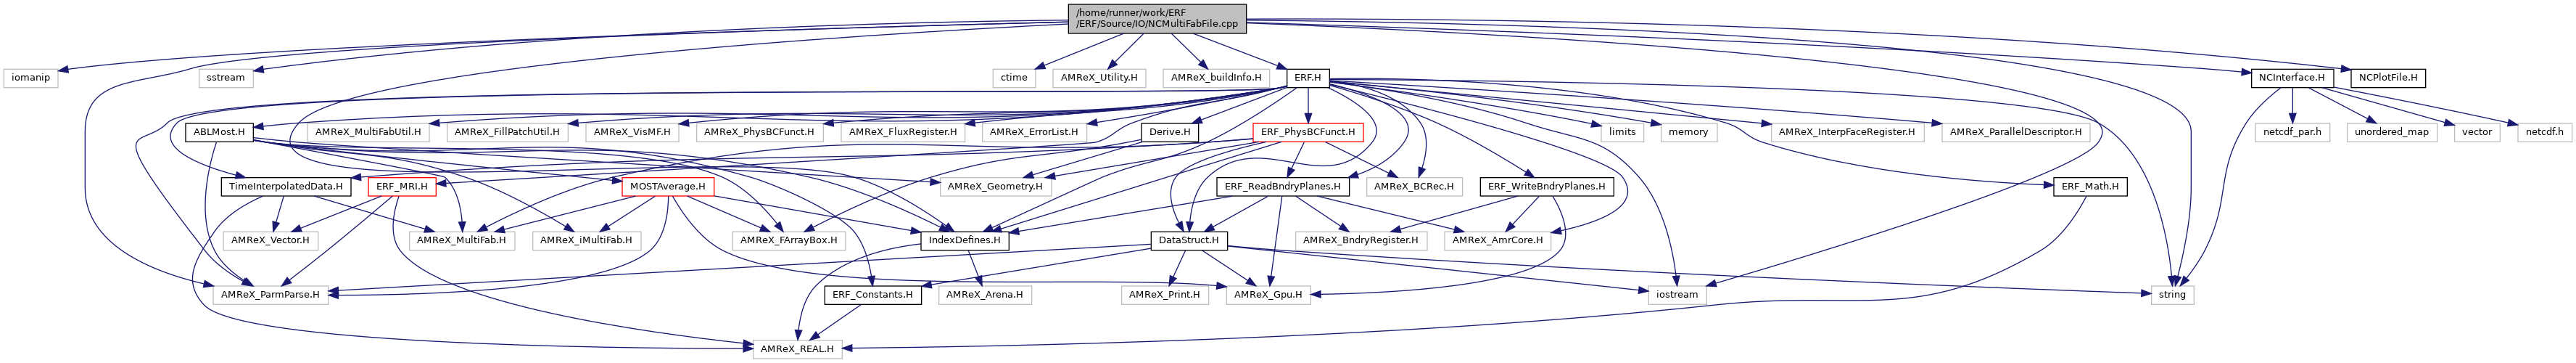 /home/runner/work/ERF
/ERF/Source/IO/NCMultiFabFile.cpp
iomanip
sstream
ctime
AMReX_Utility.H
AMReX_buildInfo.H
ERF.H
NCInterface.H
NCPlotFile.H
ABLMost.H
AMReX_MultiFabUtil.H
AMReX_FillPatchUtil.H
AMReX_VisMF.H
AMReX_PhysBCFunct.H
AMReX_FluxRegister.H
AMReX_ErrorList.H
Derive.H
ERF_PhysBCFunct.H
limits
memory
AMReX_InterpFaceRegister.H
AMReX_ParallelDescriptor.H
netcdf_par.h
unordered_map
vector
netcdf.h
TimeInterpolatedData.H
ERF_MRI.H
MOSTAverage.H
AMReX_Geometry.H
ERF_ReadBndryPlanes.H
AMReX_BCRec.H
ERF_WriteBndryPlanes.H
ERF_Math.H
AMReX_Vector.H
AMReX_MultiFab.H
AMReX_iMultiFab.H
AMReX_FArrayBox.H
IndexDefines.H
DataStruct.H
AMReX_BndryRegister.H
AMReX_AmrCore.H
AMReX_ParmParse.H
ERF_Constants.H
AMReX_Arena.H
AMReX_Print.H
AMReX_Gpu.H
iostream
string
AMReX_REAL.H